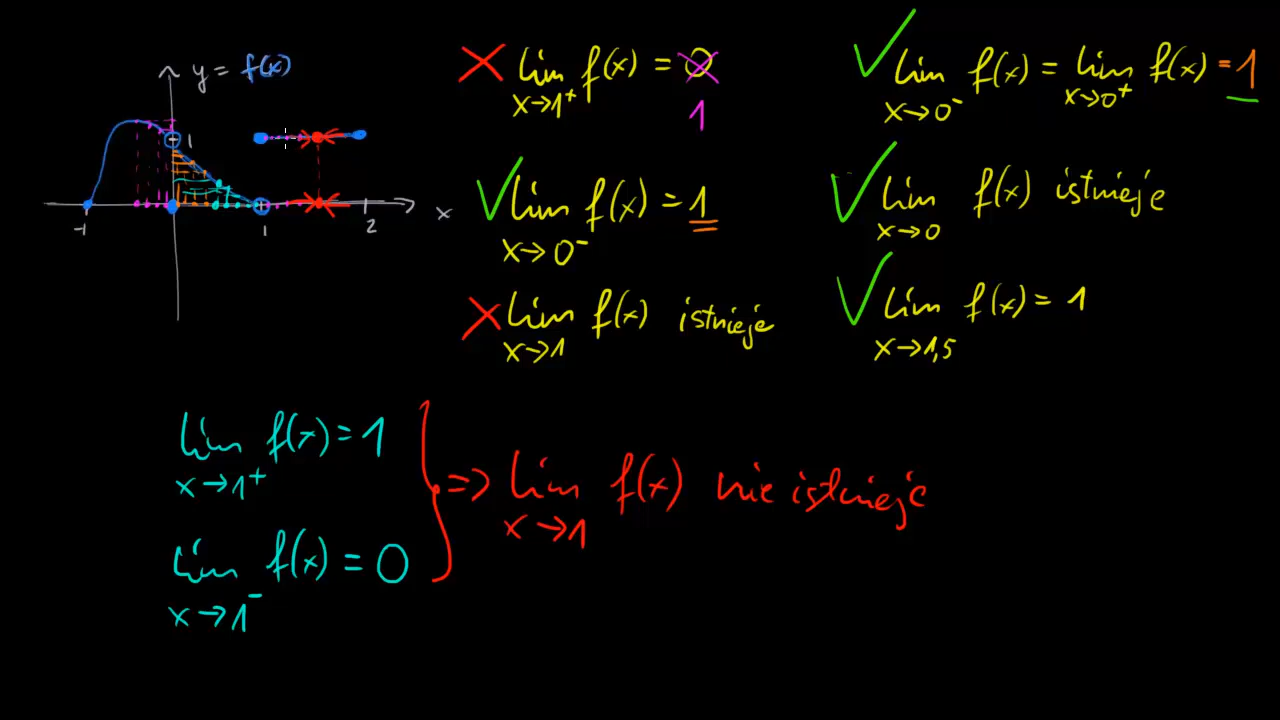 y = f(x)
1
-1
1
2
x
lim f(x) = 0
x→1⁺
1
lim f(x) = 1
x→0⁻
lim f(x) istnieje
x→1
lim f(x) = lim f(x) = 1
x→0⁻ x→0⁺
lim f(x) istnieje
x→0
lim f(x) = 1
x→1,5
lim f(x) = 1
x→1⁺
lim f(x) = 0
x→1⁻
=> lim f(x) nie istnieje
x→1